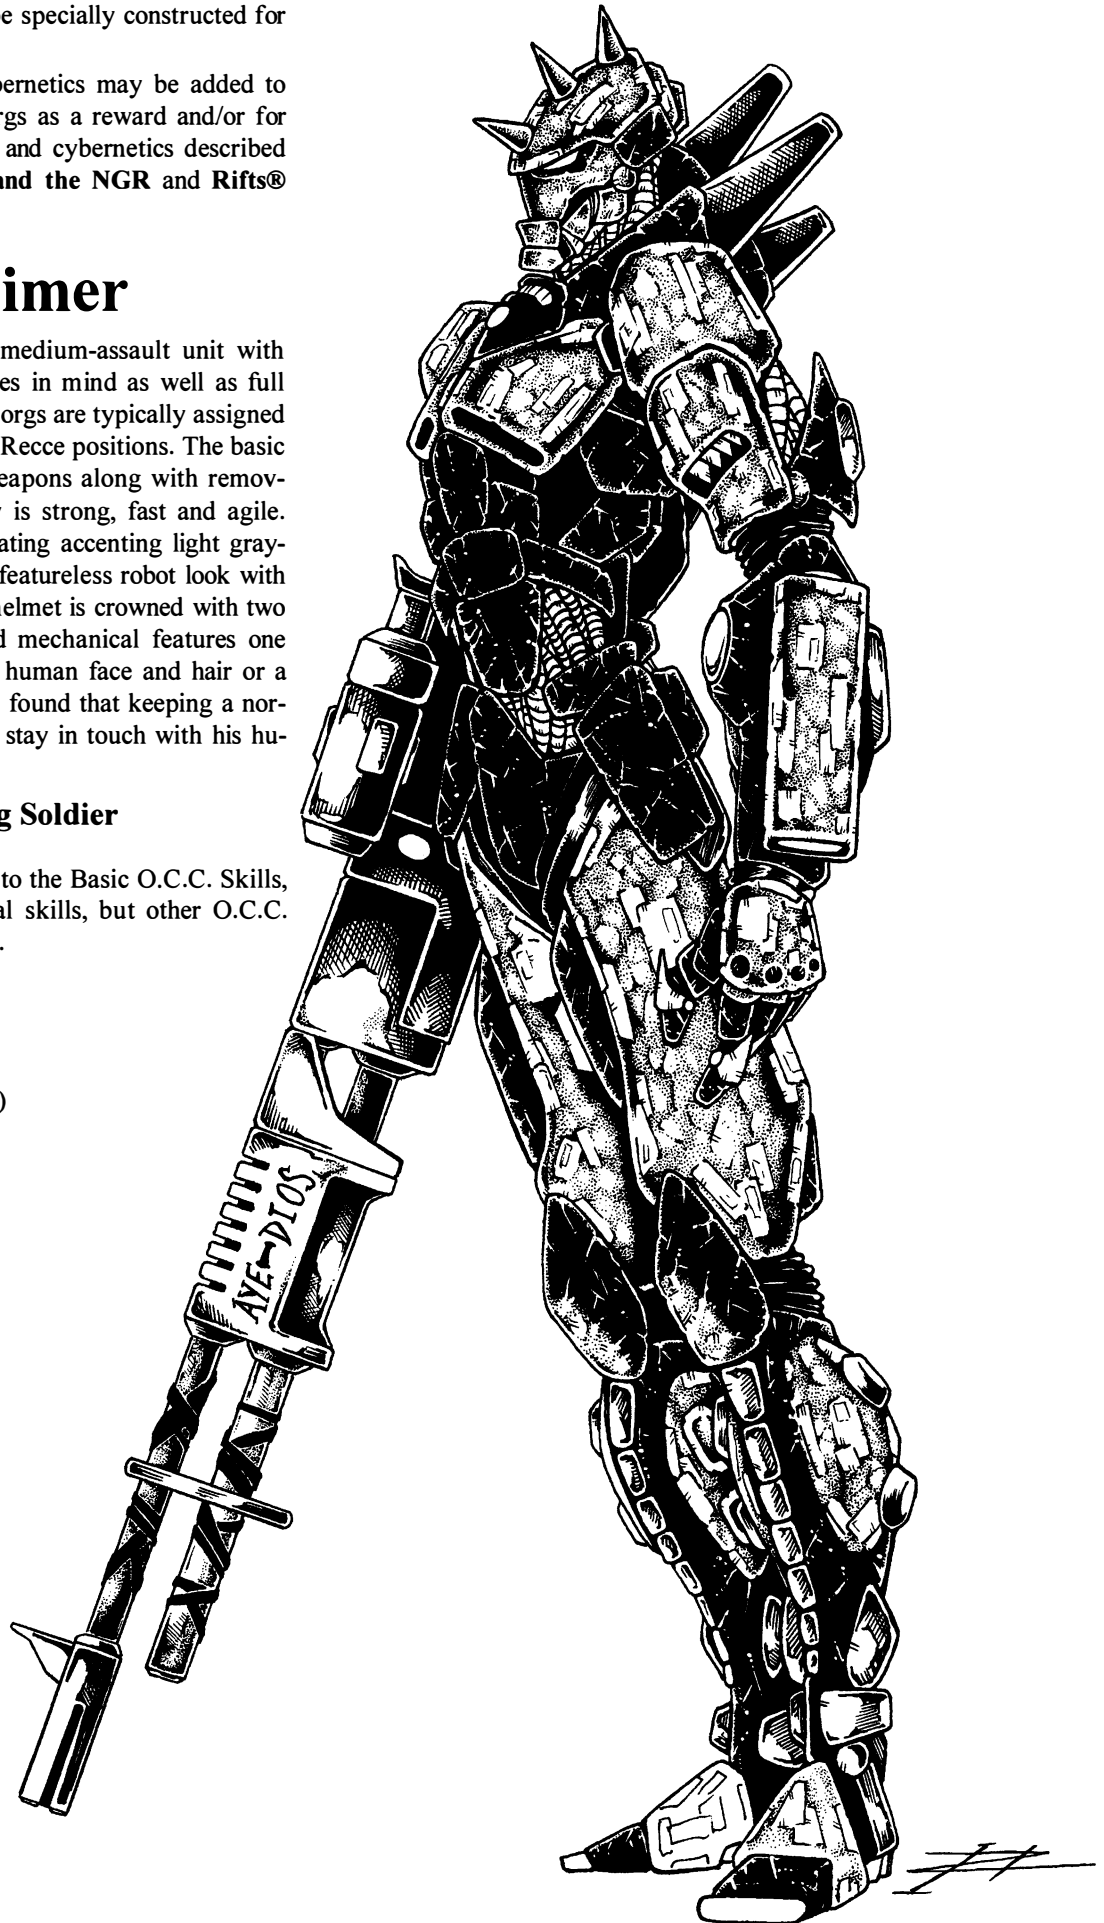 e specially constructed for
bernetics may be added to
rgs as a reward and/or for
and cybernetics described
and the NGR and Rifts®
imer
medium-assault unit with
es in mind as well as full
orgs are typically assigned
Recce positions. The basic
eapons along with remov-
is strong, fast and agile.
ating accenting light gray-
featureless robot look with
helmet is crowned with two
d mechanical features one
human face and hair or a
found that keeping a nor-
stay in touch with his hu-
g Soldier
to the Basic O.C.C. Skills,
al skills, but other O.C.C.
.
)
AYE-DIOS